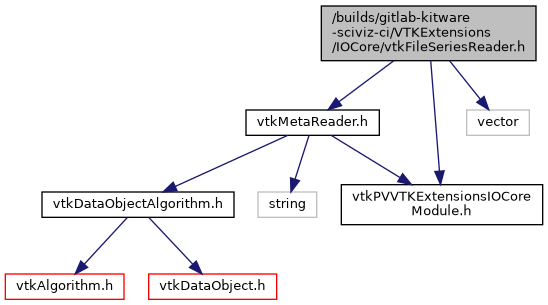 /builds/gitlab-kitware
-sciviz-ci/VTKExtensions
/IOCore/vtkFileSeriesReader.h
vtkMetaReader.h
vector
vtkDataObjectAlgorithm.h
string
vtkPVVTKExtensionsIOCore
Module.h
vtkAlgorithm.h
vtkDataObject.h